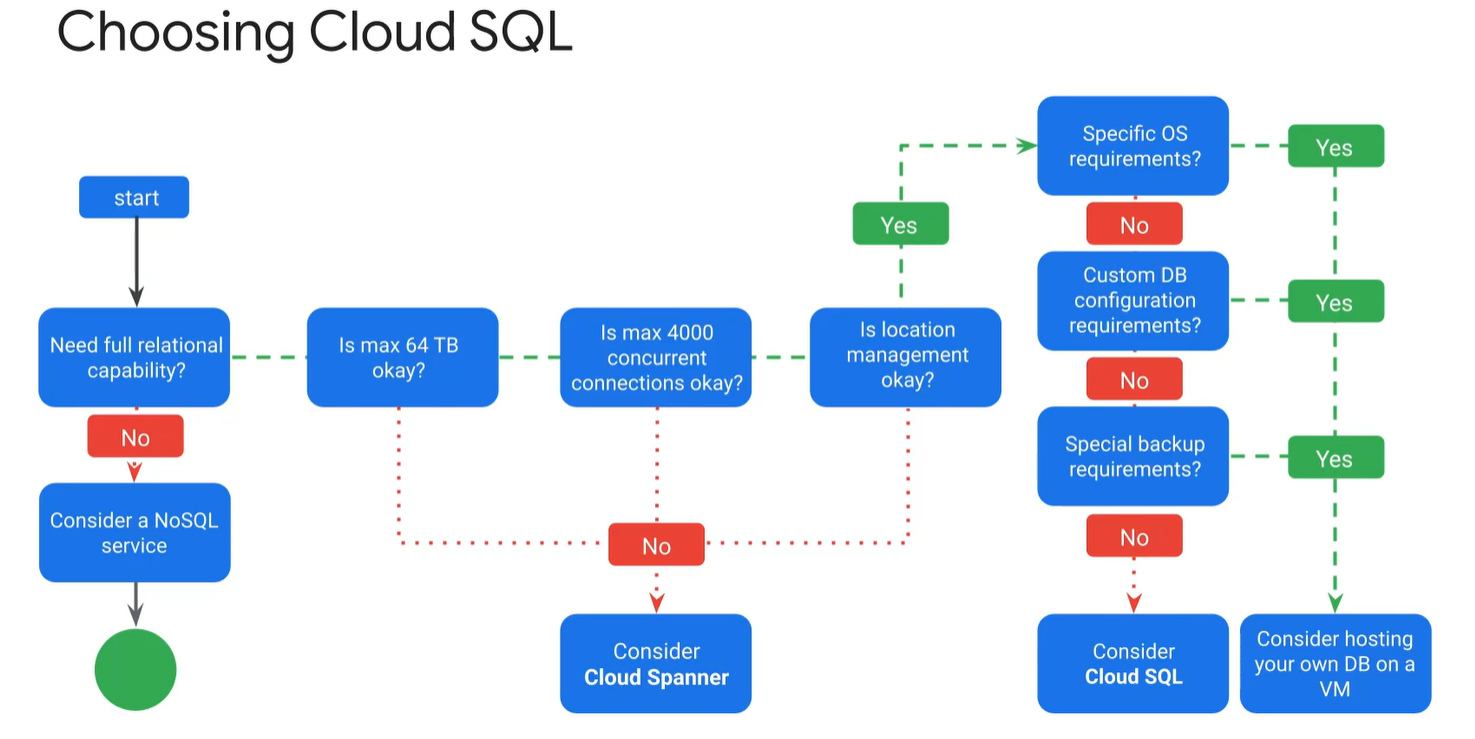 Choosing Cloud SQL
start
Need full relational
capability?
No
Consider a NoSQL
service
Is max 64 TB
okay?
Is max 4000
concurrent
connections okay?
Is location
management
okay?
No
Consider
Cloud Spanner
Yes
Specific OS
requirements?
Yes
No
Custom DB
configuration
requirements?
Yes
No
Special backup
requirements?
Yes
No
Consider
Cloud SQL
Consider hosting
your own DB on a
VM